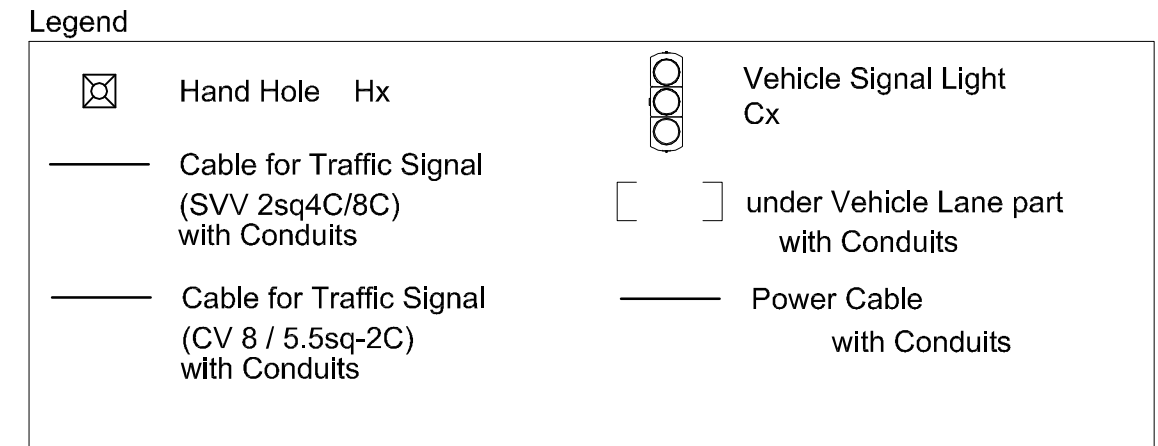 Legend
Hand Hole Hx
Cable for Traffic Signal
(SVV 2sq4C/8C)
with Conduits
Cable for Traffic Signal
(CV 8 / 5.5sq-2C)
with Conduits
Vehicle Signal Light
Cx
under Vehicle Lane part
with Conduits
Power Cable
with Conduits